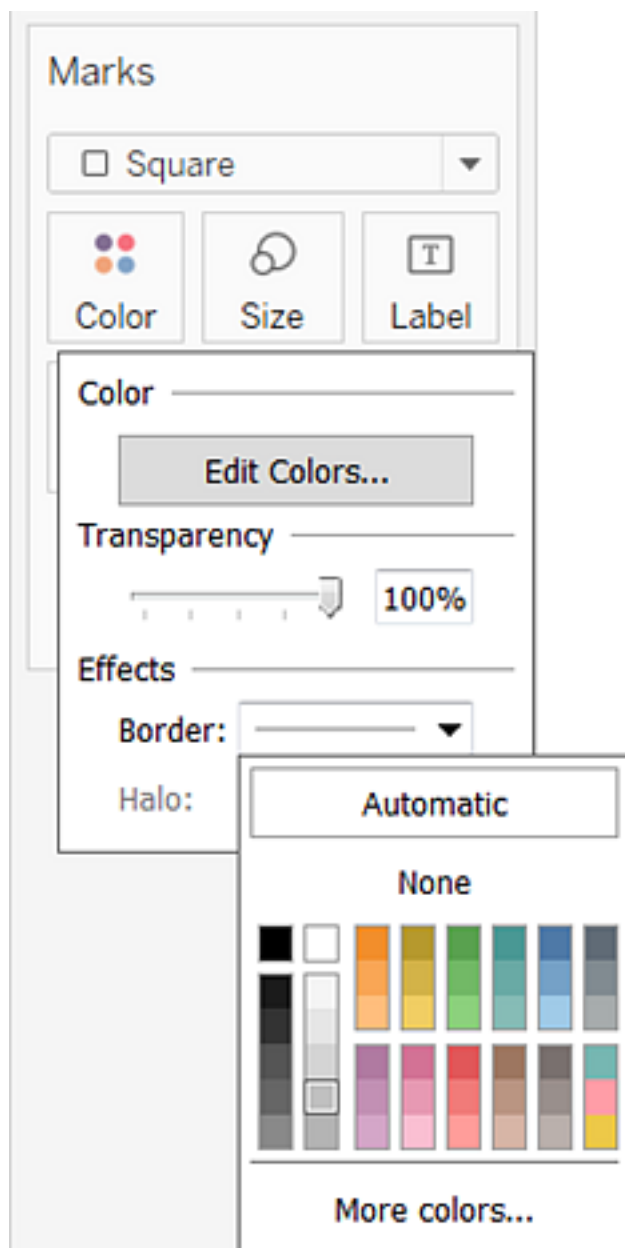 Marks
Square
Color Size Label
Color
Edit Colors...
Transparency
100%
Effects
Border:
Halo:
Automatic
None
More colors...